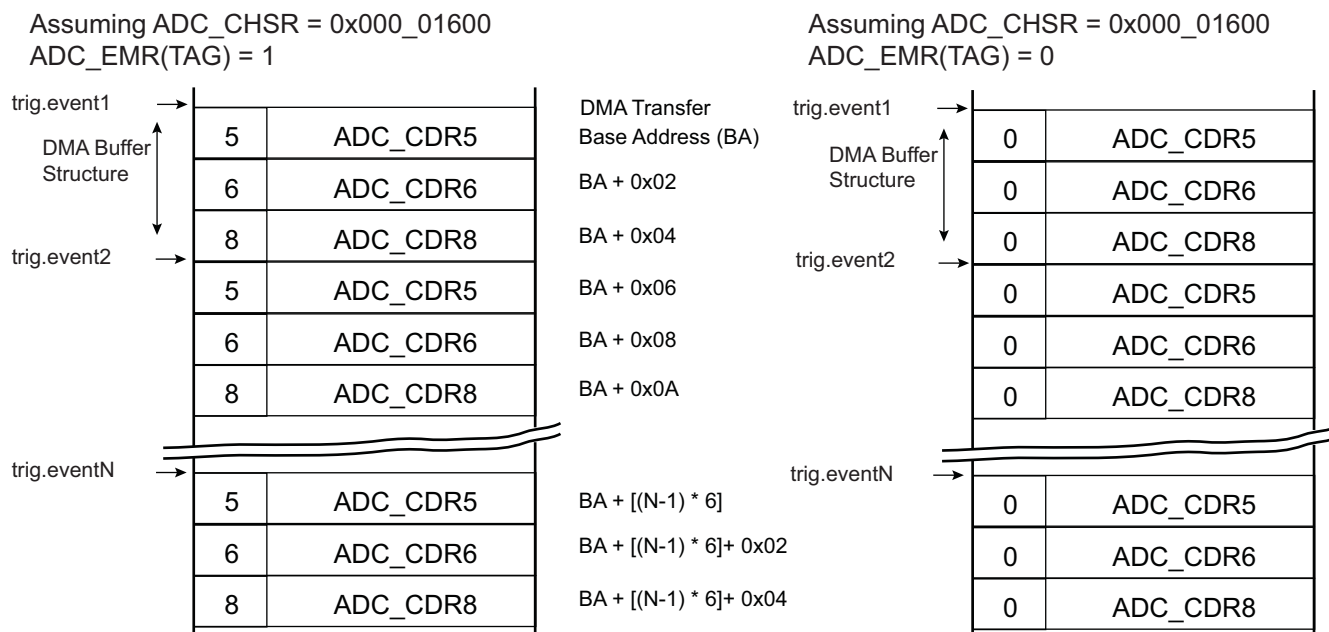 Assuming ADC_CHSR = 0x000_01600
ADC_EMR(TAG) = 1
trig.event1
DMA Buffer
Structure
5 ADC_CDR5
6 ADC_CDR6
8 ADC_CDR8
trig.event2
5 ADC_CDR5
6 ADC_CDR6
8 ADC_CDR8
trig.eventN
5 ADC_CDR5
6 ADC_CDR6
8 ADC_CDR8
DMA Transfer
Base Address (BA)
BA + 0x02
BA + 0x04
BA + 0x06
BA + 0x08
BA + 0x0A
BA + [(N-1) * 6]
BA + [(N-1) * 6]+ 0x02
BA + [(N-1) * 6]+ 0x04
Assuming ADC_CHSR = 0x000_01600
ADC_EMR(TAG) = 0
trig.event1
DMA Buffer
Structure
0 ADC_CDR5
0 ADC_CDR6
0 ADC_CDR8
trig.event2
0 ADC_CDR5
0 ADC_CDR6
0 ADC_CDR8
trig.eventN
0 ADC_CDR5
0 ADC_CDR6
0 ADC_CDR8